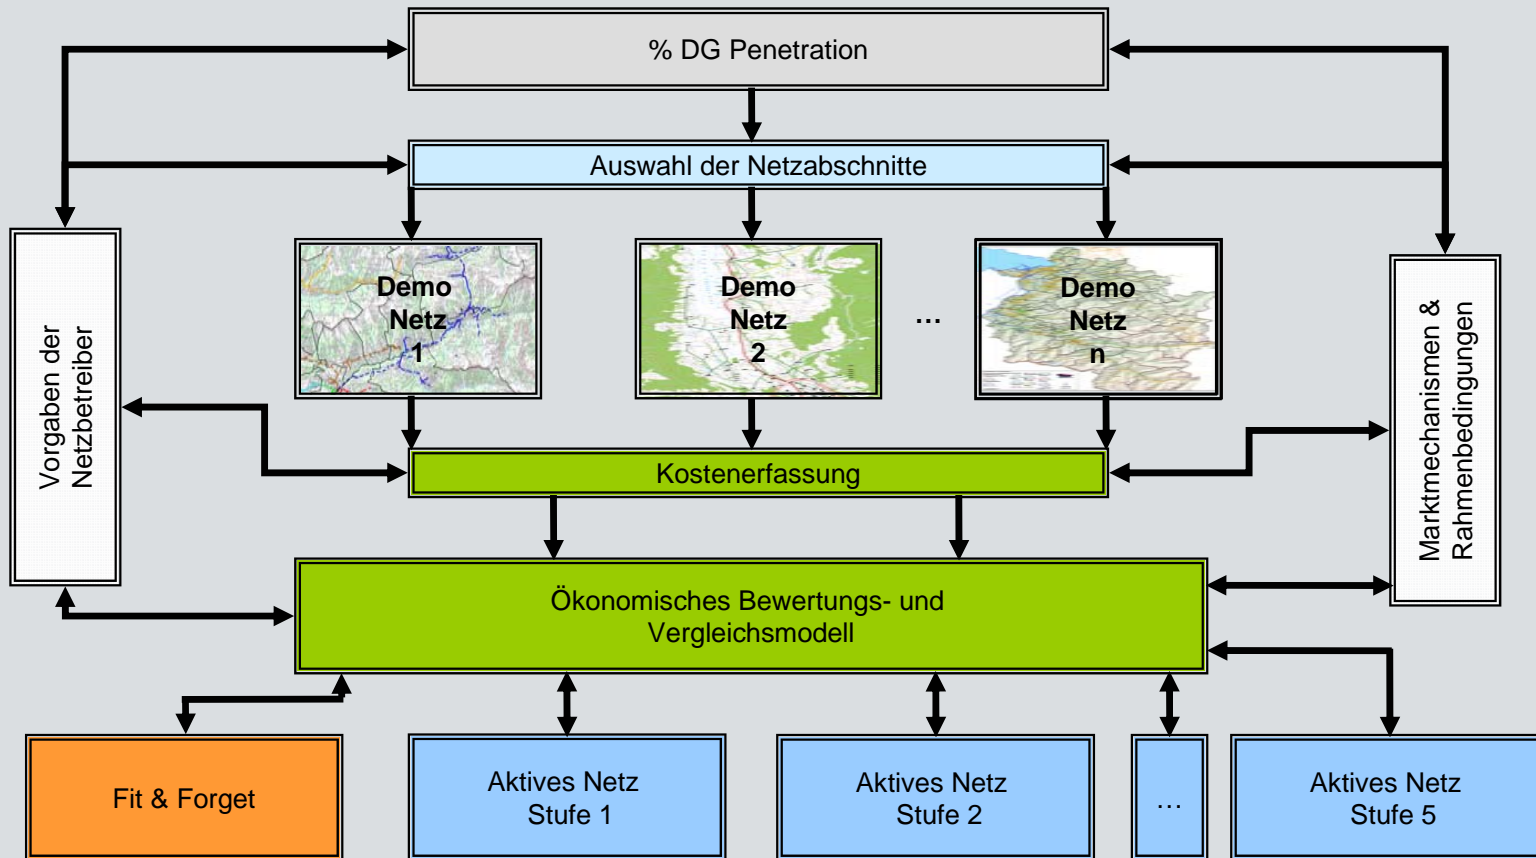 % DG Penetration
Auswahl der Netzabschnitte
Vorgaben der
Netzbetreiber
Demo
Netz
1
Demo
Netz
2
...
Demo
Netz
n
Marktmechanismen &
Rahmenbedingungen
Kostenerfassung
Ökonomisches Bewertungs- und
Vergleichsmodell
Fit & Forget
Aktives Netz
Stufe 1
Aktives Netz
Stufe 2
...
Aktives Netz
Stufe 5